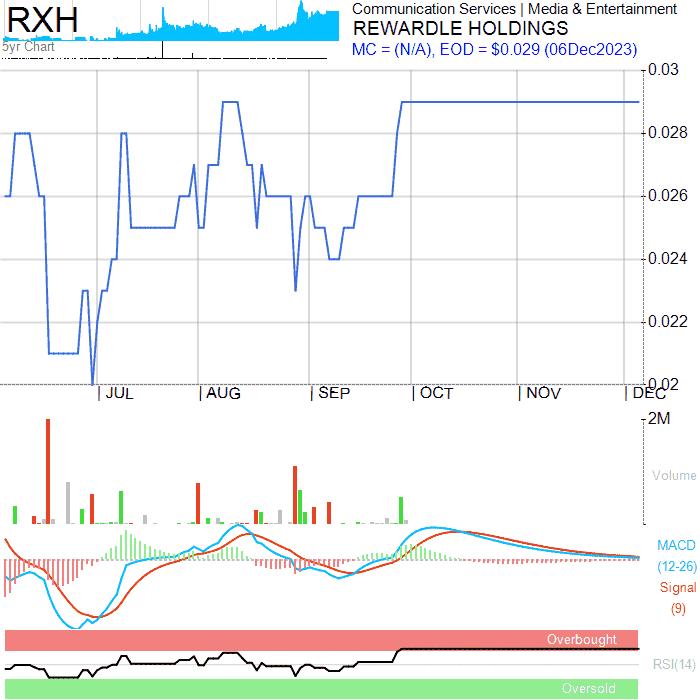 RXH
5yr Chart
Communication Services | Media & Entertainment
REWARDLE HOLDINGS
MC = (N/A), EOD = $0.029 (06Dec2023)
0.03
0.028
0.026
0.024
0.022
0.02
JUL
AUG
SEP
OCT
NOV
DEC
2M
Volume
MACD
(12-26)
Signal
(9)
Overbought
RSI(14)
Oversold